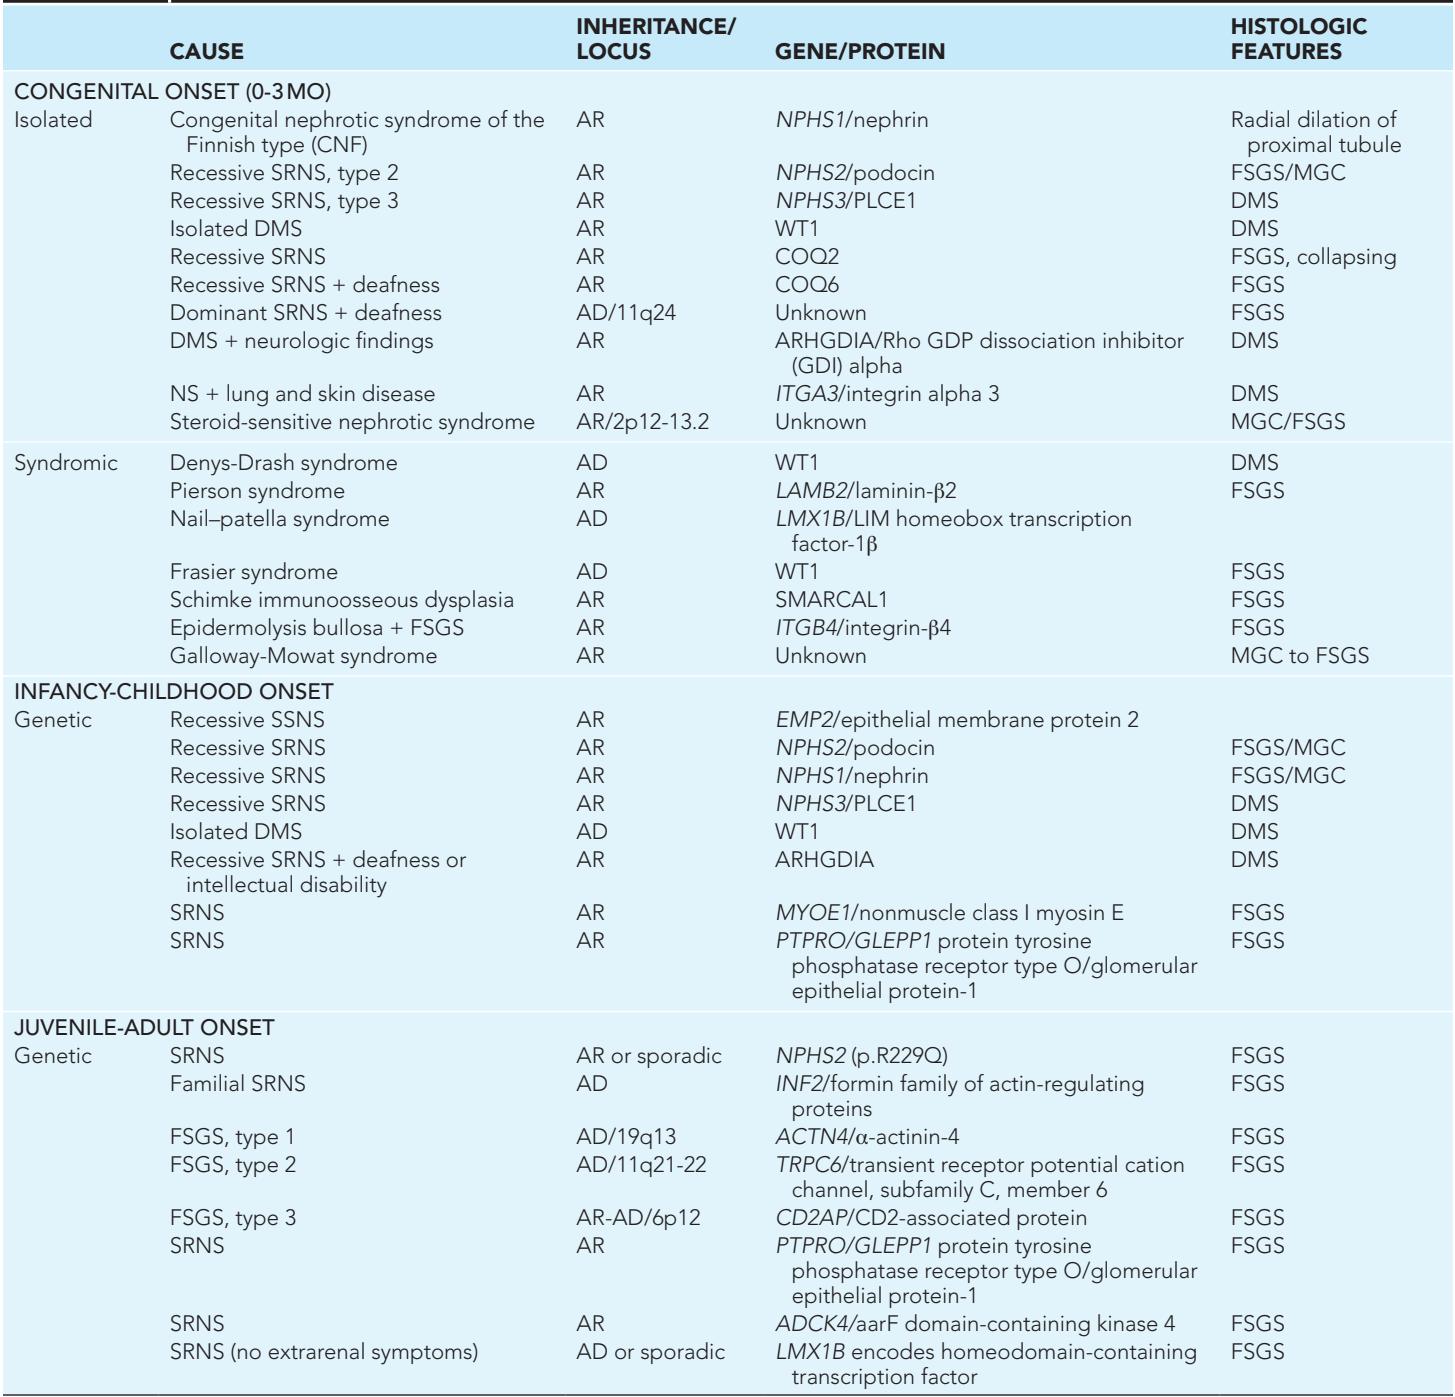 CAUSE INHERITANCE/ LOCUS GENE/PROTEIN HISTOLOGIC FEATURES
CONGENITAL ONSET (0-3 MO)
Isolated Congenital nephrotic syndrome of the AR NPHS1/nephrin Radial dilation of
Finnish type (CNF) proximal tubule
Recessive SRNS, type 2 AR NPHS2/podocin FSGS/MGC
Recessive SRNS, type 3 AR NPHS3/PLCE1 DMS
Isolated DMS AR WT1 DMS
Recessive SRNS AR COQ2 FSGS, collapsing
Recessive SRNS + deafness AR COQ6 FSGS
Dominant SRNS + deafness AD/11q24 Unknown FSGS
DMS + neurologic findings AR ARHGDIA/Rho GDP dissociation inhibitor DMS
(GDI) alpha
NS + lung and skin disease AR ITGA3/integrin alpha 3 DMS
Steroid-sensitive nephrotic syndrome AR/2p12-13.2 Unknown MGC/FSGS
Syndromic Denys-Drash syndrome AD WT1 DMS
Pierson syndrome AR LAMB2/laminin-β2 FSGS
Nail–patella syndrome AD LMX1B/LIM homeobox transcription
factor-1β
Frasier syndrome AD WT1 FSGS
Schimke immunoosseous dysplasia AR SMARCAL1 FSGS
Epidermolysis bullosa + FSGS AR ITGB4/integrin-β4 FSGS
Galloway-Mowat syndrome AR Unknown MGC to FSGS
INFANCY-CHILDHOOD ONSET
Genetic Recessive SSNS AR EMP2/epithelial membrane protein 2
Recessive SRNS AR NPHS2/podocin FSGS/MGC
Recessive SRNS AR NPHS1/nephrin FSGS/MGC
Recessive SRNS AR NPHS3/PLCE1 DMS
Isolated DMS AD WT1 DMS
Recessive SRNS + deafness or AR ARHGDIA DMS
intellectual disability
SRNS AR MYOE1/nonmuscle class I myosin E FSGS
SRNS AR PTPRO/GLEPP1 protein tyrosine FSGS
phosphatase receptor type O/glomerular
epithelial protein-1
JUVENILE-ADULT ONSET
Genetic SRNS AR or sporadic NPHS2 (p.R229Q) FSGS
Familial SRNS AD INF2/formin family of actin-regulating FSGS
proteins
FSGS, type 1 AD/19q13 ACTN4/α-actinin-4 FSGS
FSGS, type 2 AD/11q21-22 TRPC6/transient receptor potential cation FSGS
channel, subfamily C, member 6
FSGS, type 3 AR-AD/6p12 CD2AP/CD2-associated protein FSGS
SRNS AR PTPRO/GLEPP1 protein tyrosine FSGS
phosphatase receptor type O/glomerular
epithelial protein-1
SRNS AR ADCK4/aarF domain-containing kinase 4 FSGS
SRNS (no extrarenal symptoms) AD or sporadic LMX1B encodes homeodomain-containing FSGS
transcription factor